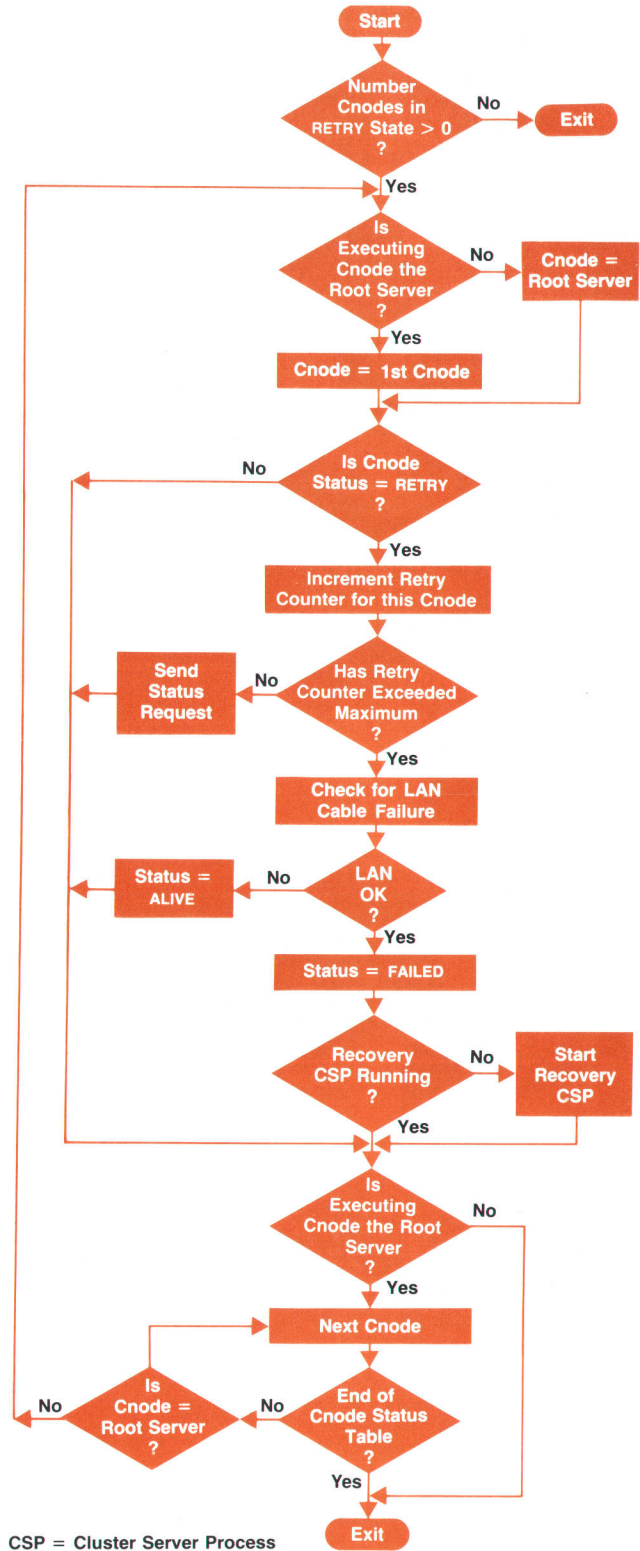 Start
Number
Cnodes in
RETRY State > 0
?
No
Exit
Yes
Is
Executing
Cnode the
Root Server
?
No
Cnode =
Root Server
Yes
Cnode = 1st Cnode
No
Is Cnode
Status = RETRY
?
Yes
Increment Retry
Counter for this Cnode
Send
Status
Request
No
Has Retry
Counter Exceeded
Maximum
?
Yes
Check for LAN
Cable Failure
Status =
ALIVE
No
LAN
OK
?
Yes
Status = FAILED
Recovery
CSP Running
?
No
Start
Recovery
CSP
Yes
Is
Executing
Cnode the Root
Server
?
No
Yes
Next Cnode
No
Is
Cnode =
Root Server
?
No
End of
Cnode Status
Table
?
Yes
Exit
CSP = Cluster Server Process